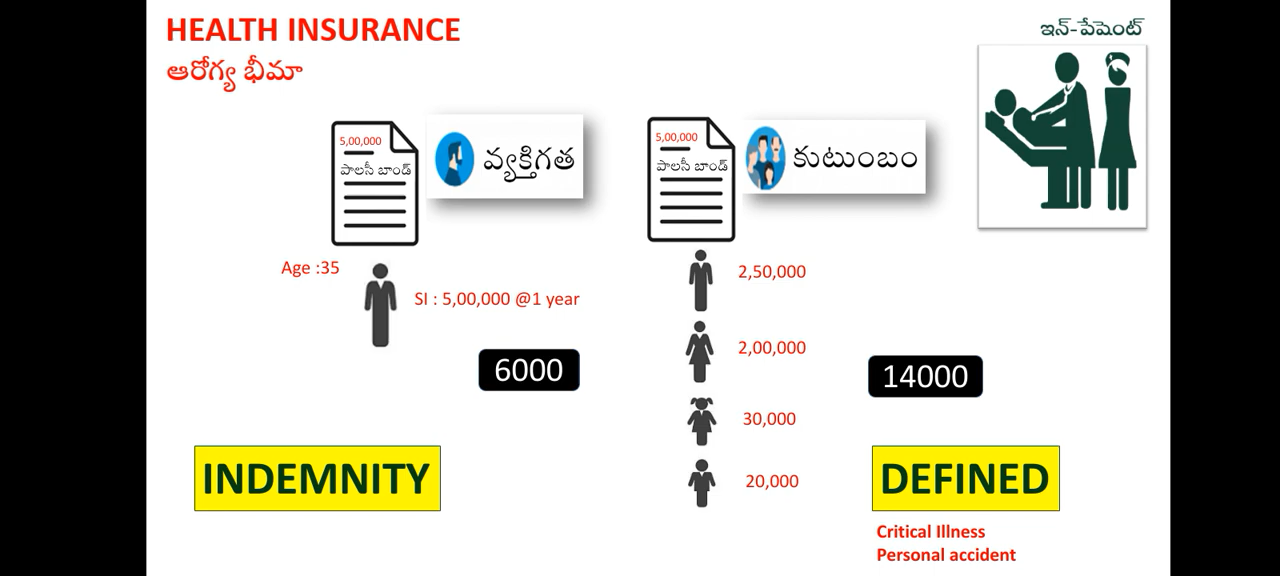 HEALTH INSURANCE
ఆరోగ్య భీమా
ఇన్-పేషెంట్
5,00,000
పాలసీ బాండ్
వ్యక్తిగత
5,00,000
పాలసీ బాండ్
కుటుంబం
Age :35
SI : 5,00,000 @1 year
6000
2,50,000
2,00,000
30,000
20,000
14000
INDEMNITY
DEFINED
Critical Illness
Personal accident